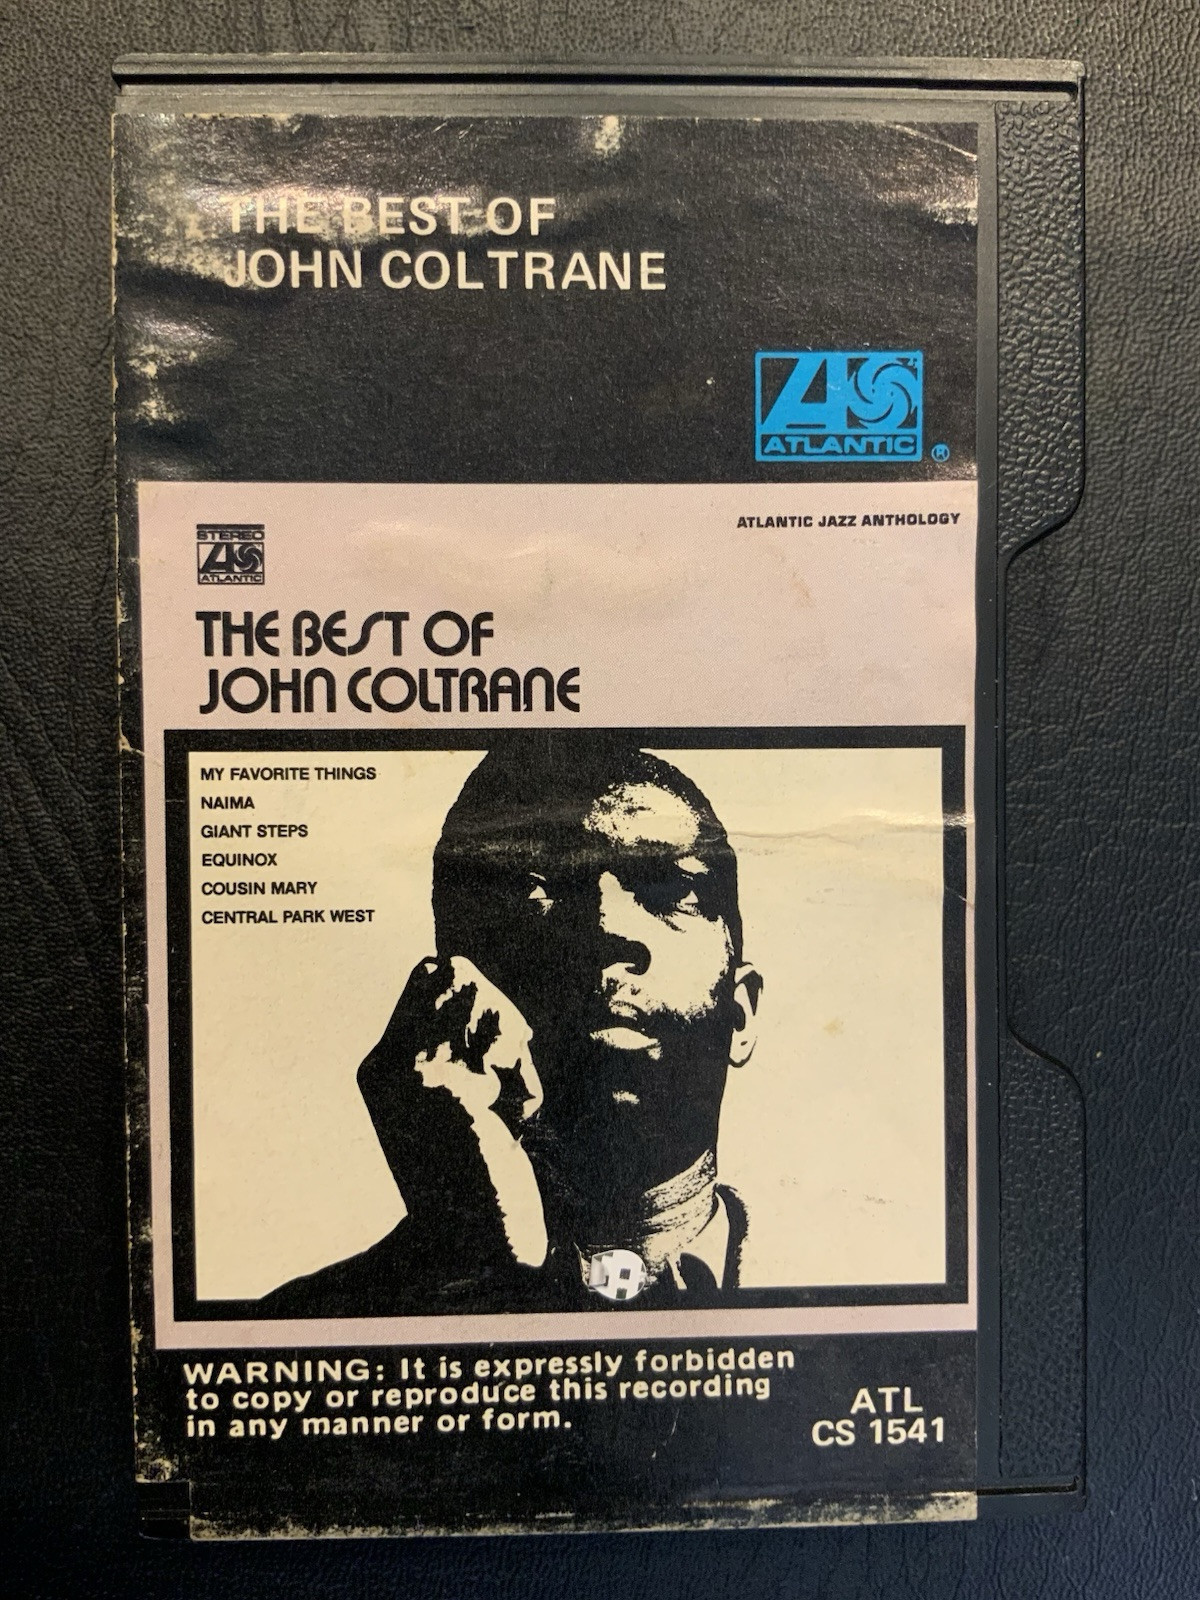 THE BEST OF
JOHN COLTRANE
ATLANTIC ®
STEREO
ATLANTIC
ATLANTIC JAZZ ANTHOLOGY
THE BEST OF
JOHN COLTRANE
MY FAVORITE THINGS
NAIMA
GIANT STEPS
EQUINOX
COUSIN MARY
CENTRAL PARK WEST
WARNING: It is expressly forbidden
to copy or reproduce this recording
in any manner or form.
ATL
CS 1541